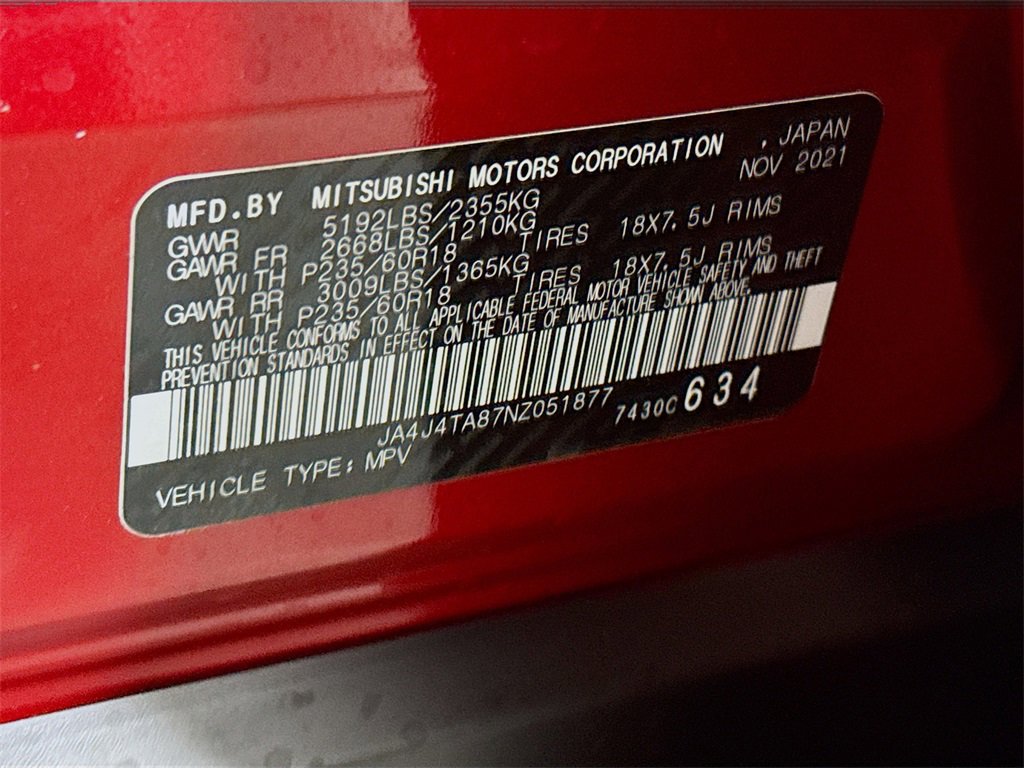 MFD.BY MITSUBISHI MOTORS CORPORATION , JAPAN
NOV 2021
GVWR 5192LBS/2355KG
GAWR FR 2668LBS/1210KG
WITH P235/60R18 TIRES 18X7.5J RIMS
GAWR RR 3009LBS/1365KG
WITH P235/60R18 TIRES 18X7.5J RIMS
THIS VEHICLE CONFORMS TO ALL APPLICABLE FEDERAL MOTOR VEHICLE SAFETY AND THEFT
PREVENTION STANDARDS IN EFFECT ON THE DATE OF MANUFACTURE SHOWN ABOVE.
JA4J4TA87NZ051877 7430C634
VEHICLE TYPE: MPV